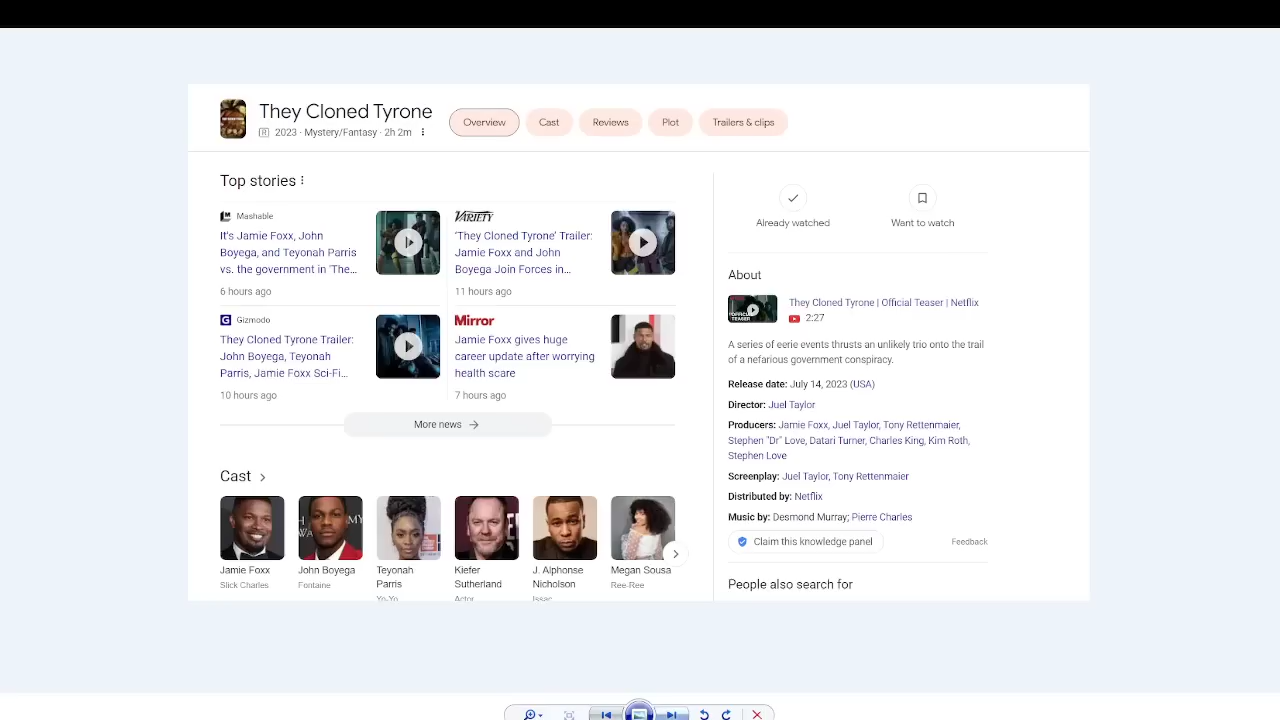 They Cloned Tyrone
R 2023 · Mystery/Fantasy · 2h 2m
Overview
Cast
Reviews
Plot
Trailers & clips
Top stories
Mashable
It's Jamie Foxx, John
Boyega, and Teyonah Parris
vs. the government in 'The...
6 hours ago
VARIETY
'They Cloned Tyrone' Trailer:
Jamie Foxx and John
Boyega Join Forces in...
11 hours ago
G Gizmodo
They Cloned Tyrone Trailer:
John Boyega, Teyonah
Parris, Jamie Foxx Sci-Fi...
10 hours ago
Mirror
Jamie Foxx gives huge
career update after worrying
health scare
7 hours ago
More news
Cast
Jamie Foxx
Slick Charles
John Boyega
Fontaine
Teyonah
Parris
Yo-Yo
Kiefer
Sutherland
Actor
J. Alphonse
Nicholson
Issac
Megan Sousa
Ree-Ree
Already watched
Want to watch
About
OFFICIAL
TEASER
They Cloned Tyrone | Official Teaser | Netflix
2:27
A series of eerie events thrusts an unlikely trio onto the trail
of a nefarious government conspiracy.
Release date: July 14, 2023 (USA)
Director: Juel Taylor
Producers: Jamie Foxx, Juel Taylor, Tony Rettenmaier,
Stephen "Dr" Love, Datari Turner, Charles King, Kim Roth,
Stephen Love
Screenplay: Juel Taylor, Tony Rettenmaier
Distributed by: Netflix
Music by: Desmond Murray; Pierre Charles
Claim this knowledge panel
Feedback
People also search for